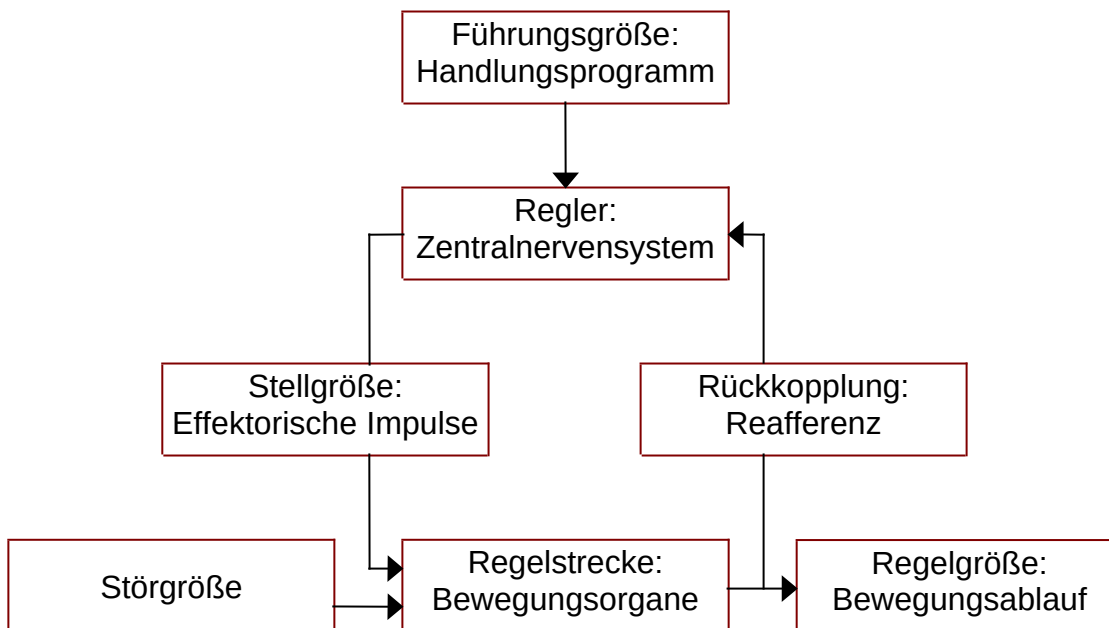 Führungsgröße:
Handlungsprogramm
Regler:
Zentralnervensystem
Stellgröße:
Effektorische Impulse
Rückkopplung:
Reafferenz
Störgröße
Regelstrecke:
Bewegungsorgane
Regelgröße:
Bewegungsablauf